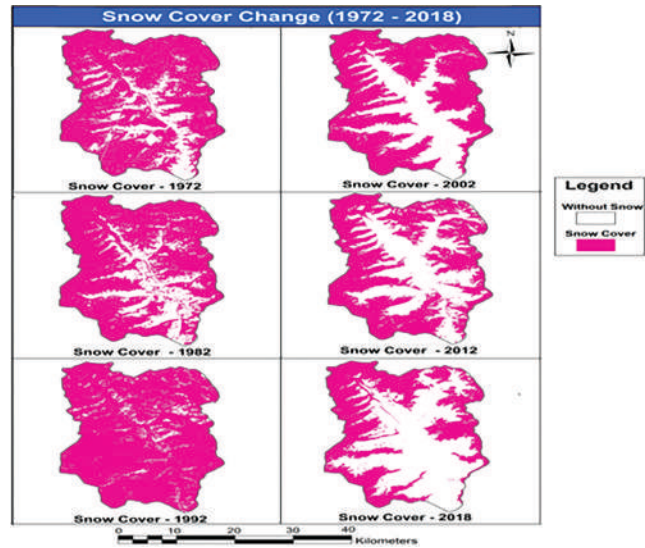 Snow Cover Change (1972 - 2018)
N
Snow Cover - 1972
Snow Cover - 2002
Legend
Without Snow
Snow Cover
Snow Cover - 1982
Snow Cover - 2012
Snow Cover - 1992
Snow Cover - 2018
0 10 20 30 40
Kilometers